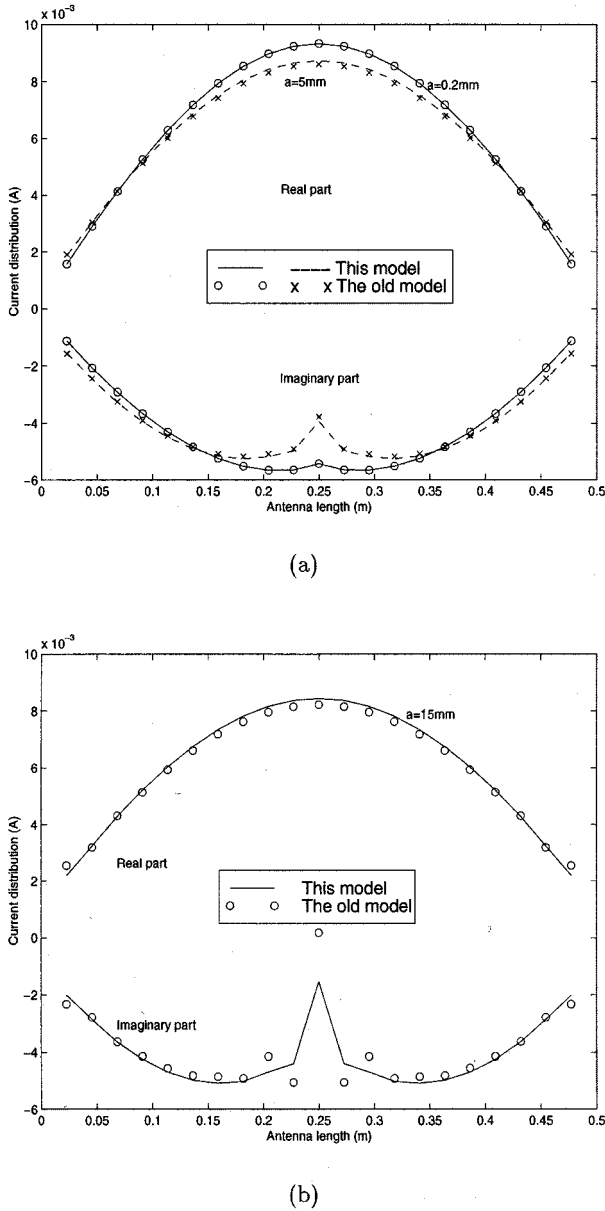 x 10⁻³
10
8
6
4
2
0
−2
−4
−6
Current distribution (A)
a=5mm
a=0.2mm
Real part
This model
The old model
Imaginary part
0 0.05 0.1 0.15 0.2 0.25 0.3 0.35 0.4 0.45 0.5
Antenna length (m)
(a)
x 10⁻³
10
8
6
4
2
0
−2
−4
−6
Current distribution (A)
a=15mm
Real part
This model
The old model
Imaginary part
0 0.05 0.1 0.15 0.2 0.25 0.3 0.35 0.4 0.45 0.5
Antenna length (m)
(b)